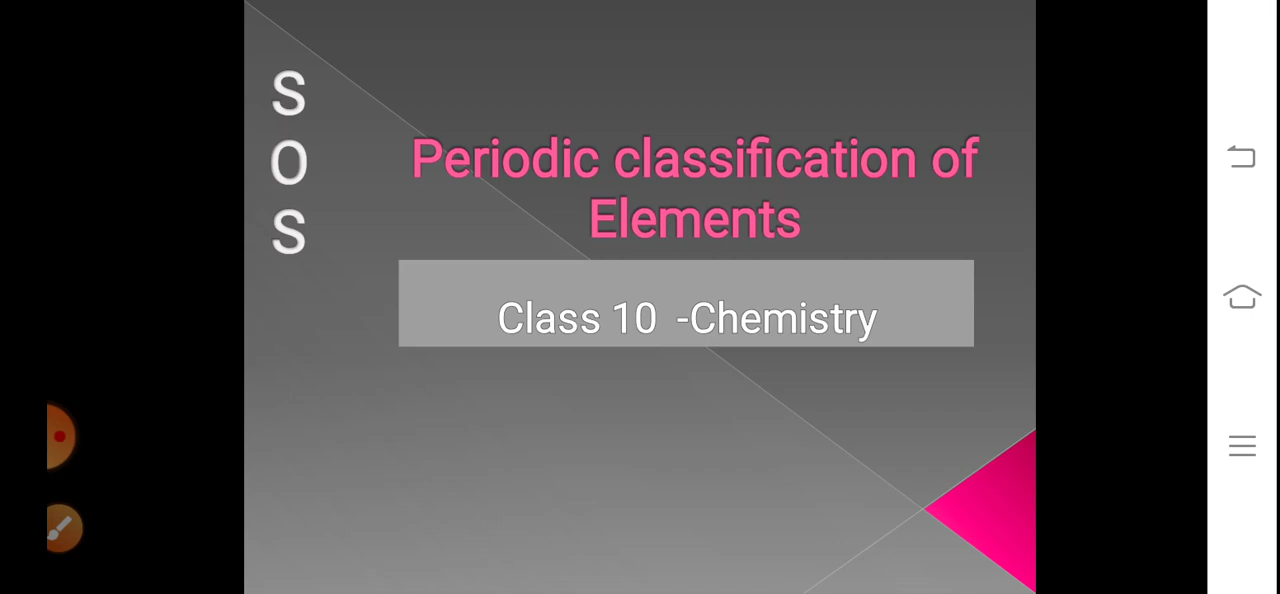 S
O
S
Periodic classification of
Elements
Class 10 -Chemistry